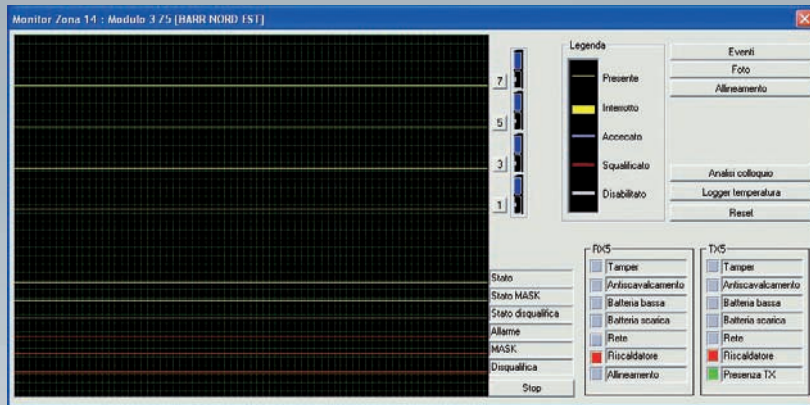 Monitor Zona 14 : Modulo 3 Z5 [BARR NORD EST]
7
5
3
1
Legenda
Presente
Interrotto
Accecato
Squalificato
Disabilitato
Eventi
Foto
Allineamento
Analisi colloquio
Logger temperatura
Reset
Stato
Stato MASK
Stato disqualifica
Allarme
MASK
Disqualifica
Stop
RX5
Tamper
Antiscavalcamento
Batteria bassa
Batteria scarica
Rete
Riscaldatore
Allineamento
TX5
Tamper
Antiscavalcamento
Batteria bassa
Batteria scarica
Rete
Riscaldatore
Presenza TX